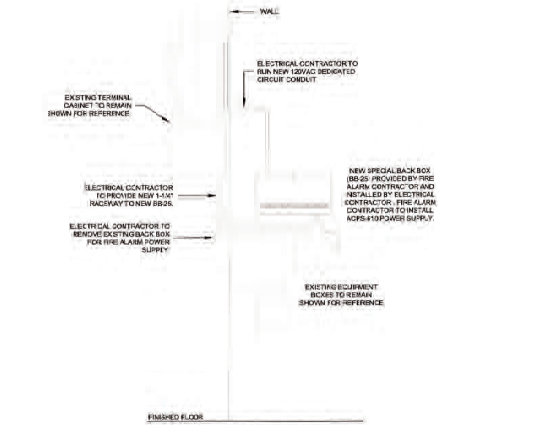 WALL
ELECTRICAL CONTRACTOR TO
RUN NEW 120VAC DEDICATED
CIRCUIT CONDUIT
EXISTING TERMINAL
CABINET TO REMAIN
SHOWN FOR REFERENCE
ELECTRICAL CONTRACTOR
TO PROVIDE NEW 1-1/4"
RACEWAY TO NEW BB-25.
ELECTRICAL CONTRACTOR TO
REMOVE EXISTING BACK BOX
FOR FIRE ALARM POWER
SUPPLY.
NEW SPECIAL BACK BOX
(BB-25) PROVIDED BY FIRE
ALARM CONTRACTOR AND
INSTALLED BY ELECTRICAL
CONTRACTOR. FIRE ALARM
CONTRACTOR TO INSTALL
ACPS-610 POWER SUPPLY.
EXISTING EQUIPMENT
BOXES TO REMAIN
SHOWN FOR REFERENCE
FINISHED FLOOR